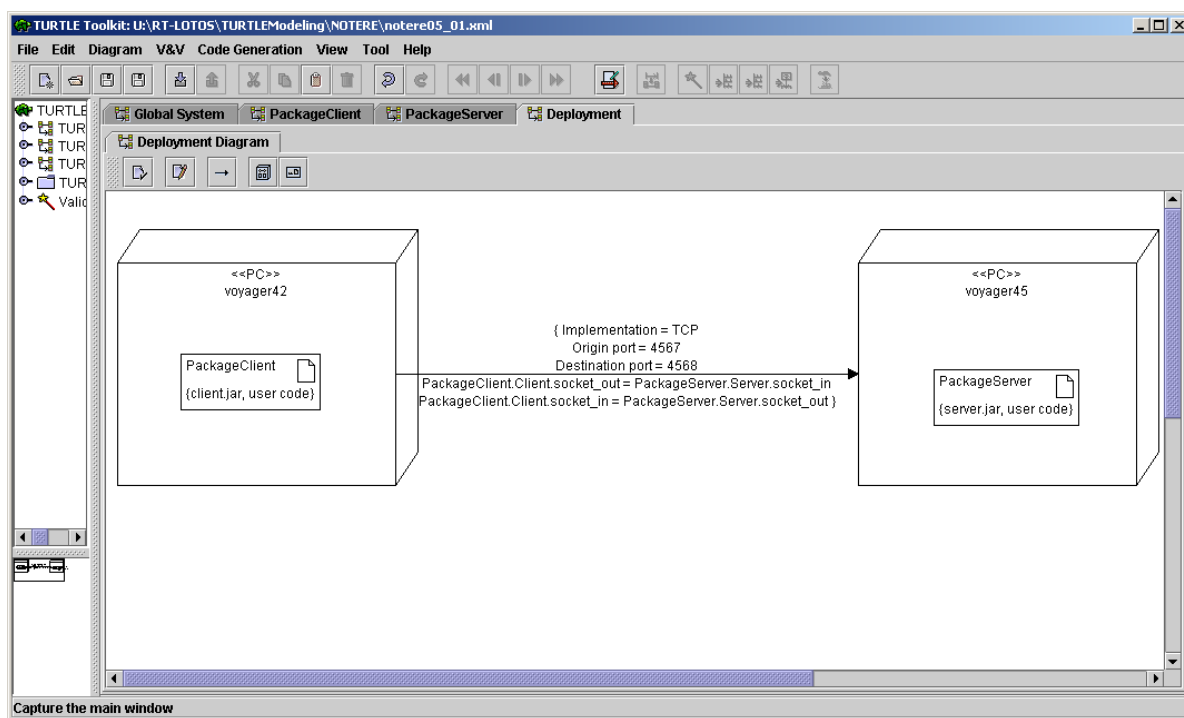 TURTLE Toolkit: U:\RT-LOTOS\TURTLEModeling\NOTERE\notere05_01.xml
File Edit Diagram V&V Code Generation View Tool Help
TURTLE
TUR
TUR
TUR
TUR
Valid
Global System PackageClient PackageServer Deployment
Deployment Diagram
<<PC>>
voyager42
PackageClient
{client.jar, user code}
{ Implementation = TCP
Origin port = 4567
Destination port = 4568
PackageClient.Client.socket_out = PackageServer.Server.socket_in
PackageClient.Client.socket_in = PackageServer.Server.socket_out }
<<PC>>
voyager45
PackageServer
{server.jar, user code}
Capture the main window